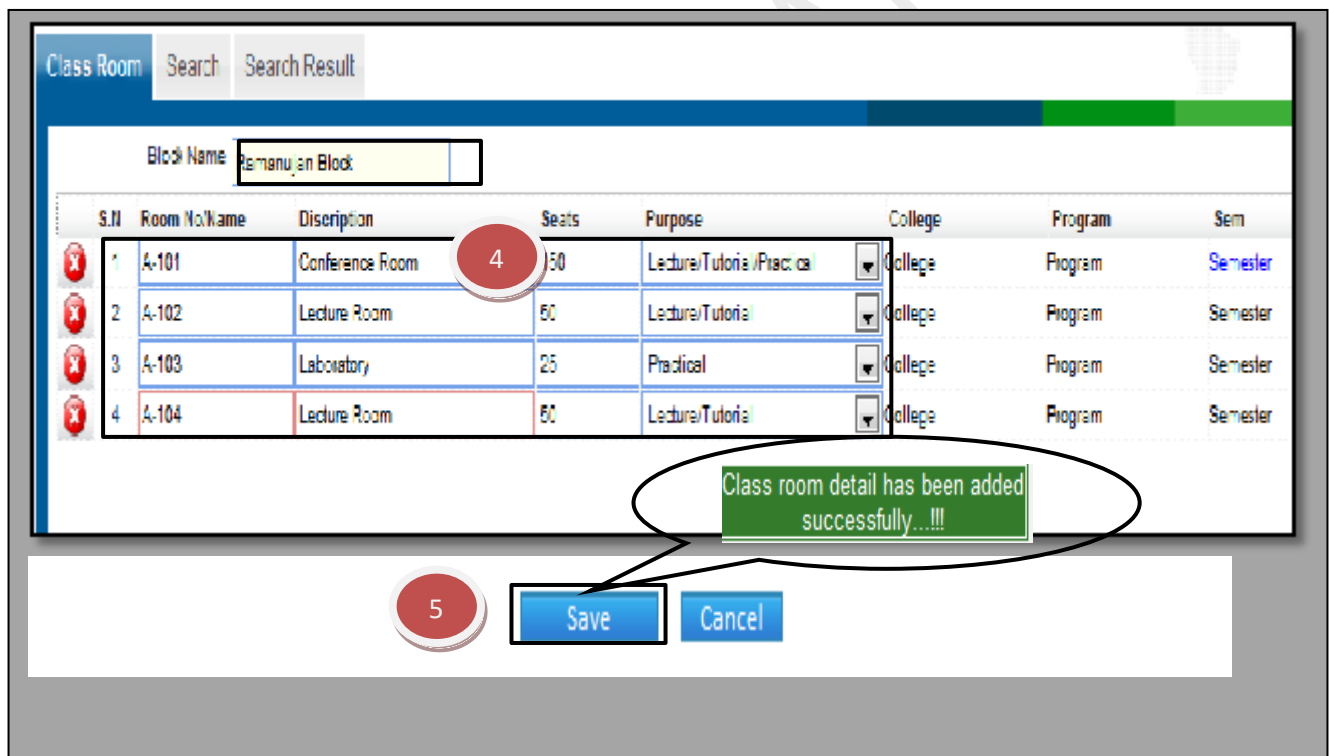 Class Room Search Search Result
Block Name Ramanujan Block
S.N Room No/Name Discription Seats Purpose College Program Sem
1 A-101 Conference Room 4 Lecture/Tutorial/Practical College Program Semester
2 A-102 Lecture Room 60 Lecture/Tutorial College Program Semester
3 A-103 Laboratory 25 Practical College Program Semester
4 A-104 Lecture Room 60 Lecture/Tutorial College Program Semester
Class room detail has been added
successfully...!!!
5 Save Cancel